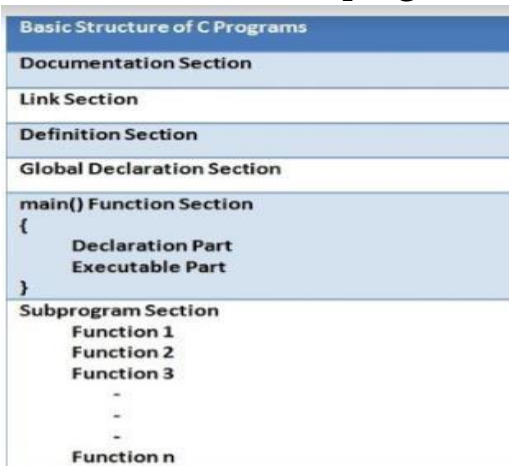 Basic Structure of C Programs
Documentation Section
Link Section
Definition Section
Global Declaration Section
main() Function Section
{
Declaration Part
Executable Part
}
Subprogram Section
Function 1
Function 2
Function 3
-
-
-
Function n